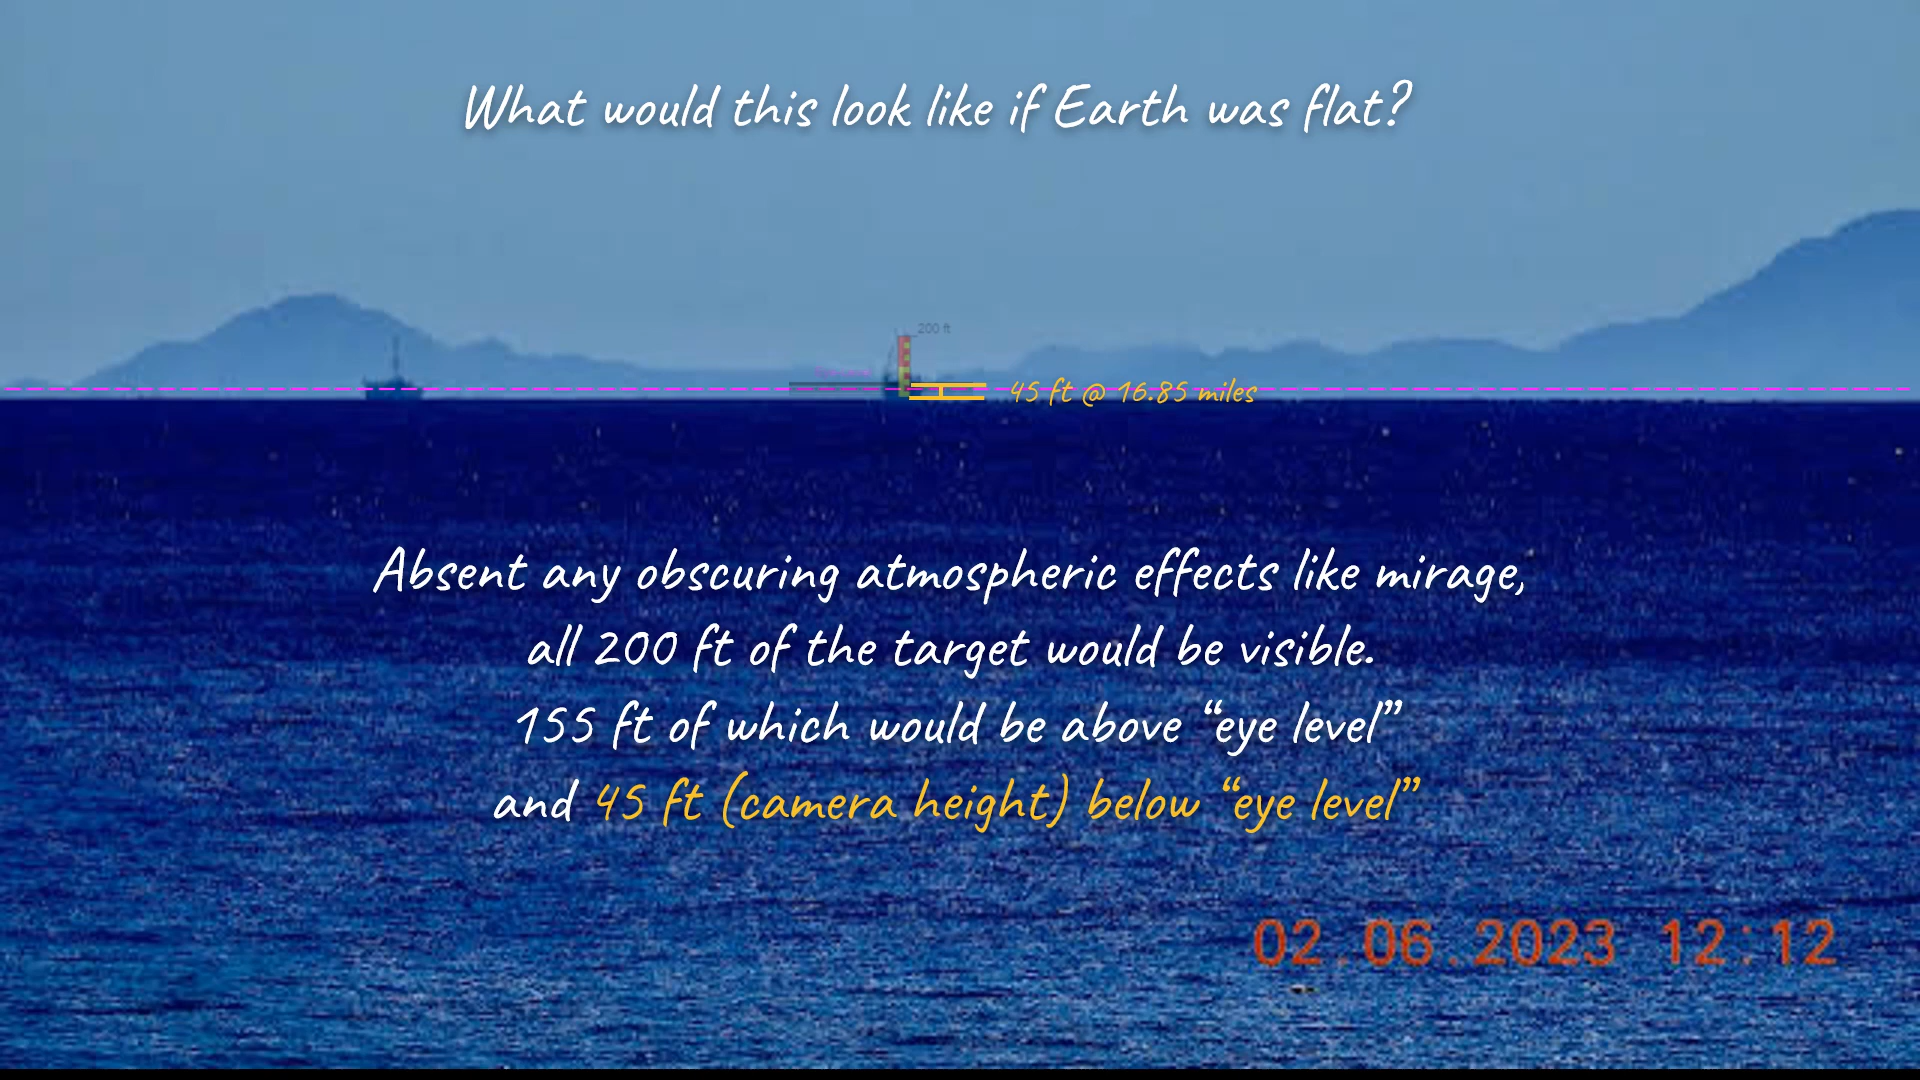 What would this look like if Earth was flat?
200 ft
45 ft @ 16.85 miles
Absent any obscuring atmospheric effects like mirage,
all 200 ft of the target would be visible.
155 ft of which would be above “eye level”
and 45 ft (camera height) below “eye level”
02.06.2023 12:12